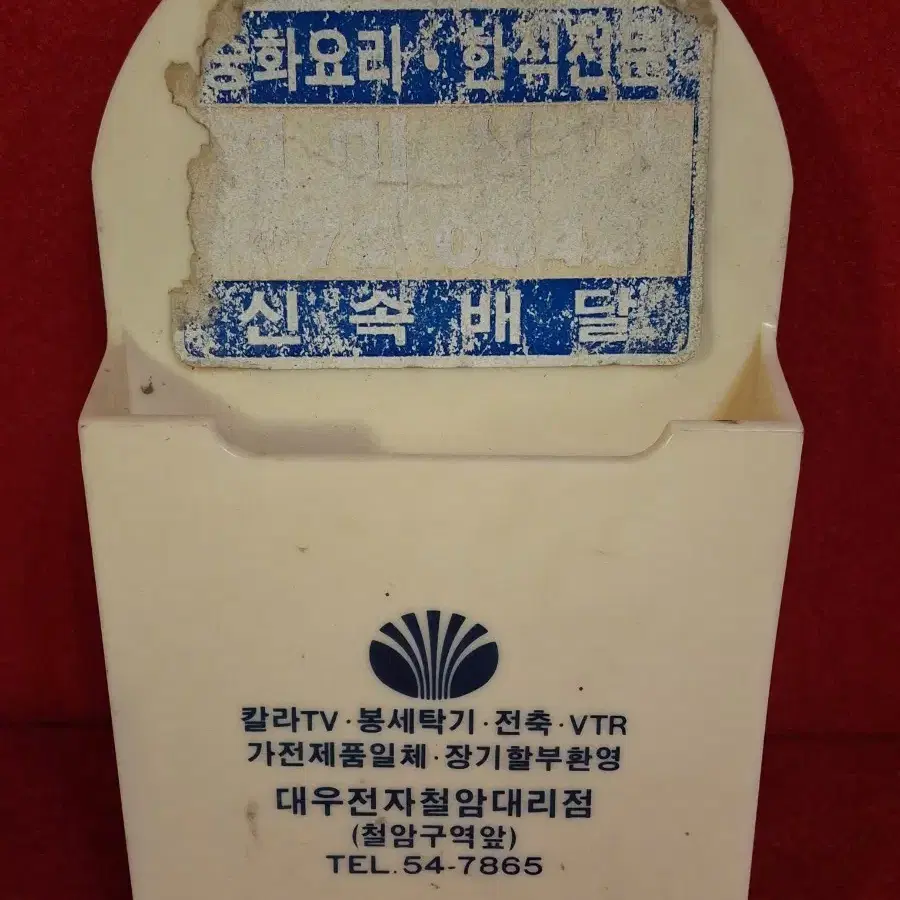 중화요리·한식전문
신속배달
칼라TV·봉세탁기·전축·VTR
가전제품일체·장기할부환영
대우전자철암대리점
(철암구역앞)
TEL.54-7865